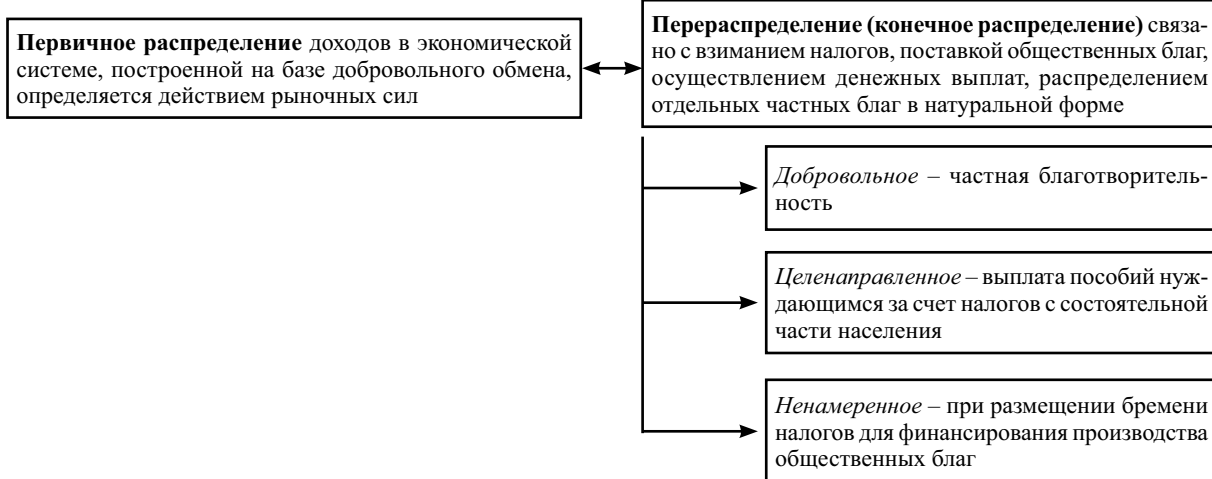 Первичное распределение доходов в экономической
системе, построенной на базе добровольного обмена,
определяется действием рыночных сил
Перераспределение (конечное распределение) связа-
но с взиманием налогов, поставкой общественных благ,
осуществлением денежных выплат, распределением
отдельных частных благ в натуральной форме
Добровольное – частная благотворитель-
ность
Целенаправленное – выплата пособий нуж-
дающимся за счет налогов с состоятельной
части населения
Ненамеренное – при размещении бремени
налогов для финансирования производства
общественных благ